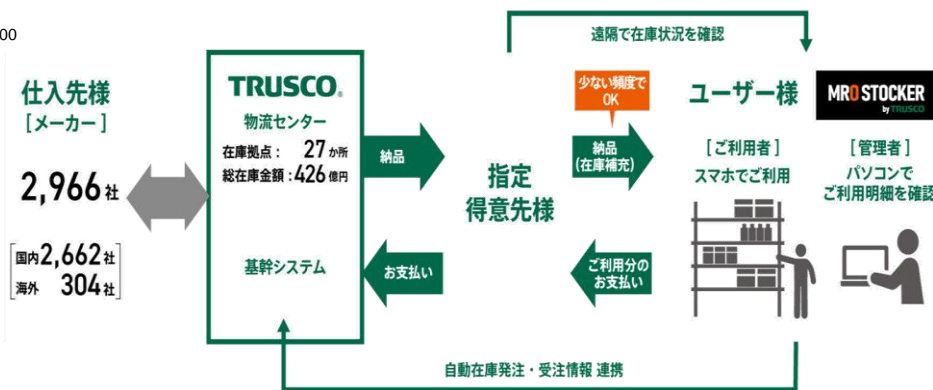 00
遠隔で在庫状況を確認
仕入先様
[メーカー]
2,966社
国内2,662社
海外 304社
TRUSCO®
物流センター
在庫拠点: 27か所
総在庫金額:426億円
基幹システム
納品
お支払い
指定
得意先様
少ない頻度で
OK
納品
(在庫補充)
ご利用分の
お支払い
ユーザー様
MRO STOCKER
by TRUSCO
[ご利用者]
スマホでご利用
[管理者]
パソコンで
ご利用明細を確認
自動在庫発注・受注情報 連携